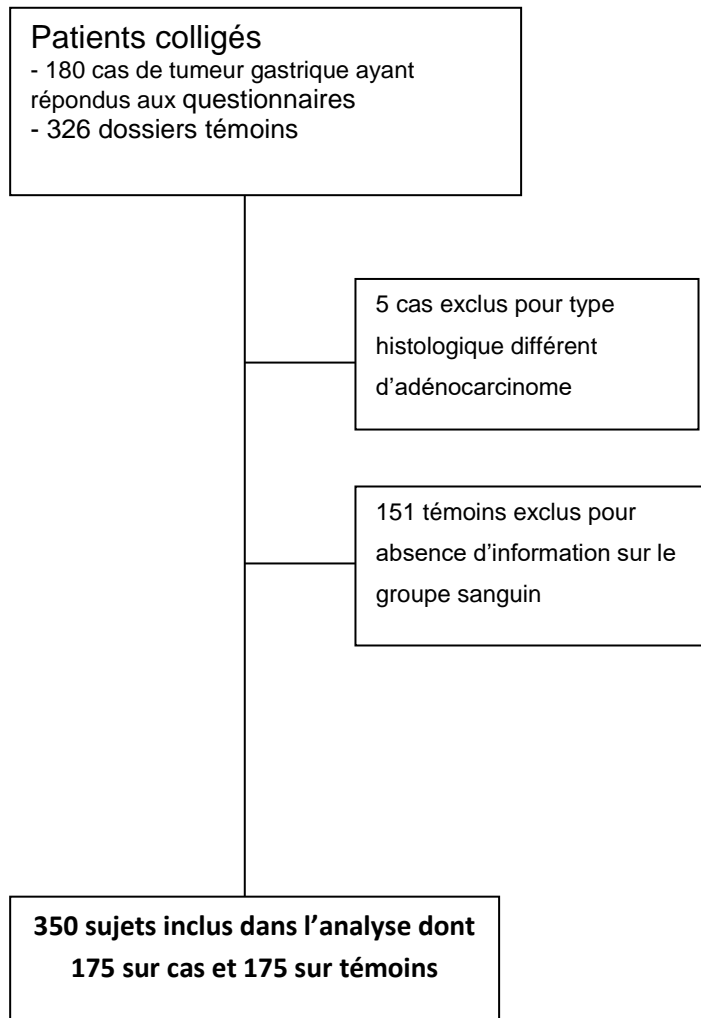 Patients colligés
- 180 cas de tumeur gastrique ayant
répondus aux questionnaires
- 326 dossiers témoins
5 cas exclus pour type
histologique différent
d’adénocarcinome
151 témoins exclus pour
absence d’information sur le
groupe sanguin
350 sujets inclus dans l’analyse dont
175 sur cas et 175 sur témoins